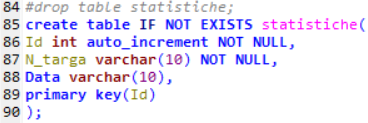 84 #drop table statistiche;
85 create table IF NOT EXISTS statistiche(
86 Id int auto_increment NOT NULL,
87 N_targa varchar(10) NOT NULL,
88 Data varchar(10),
89 primary key(Id)
90 );